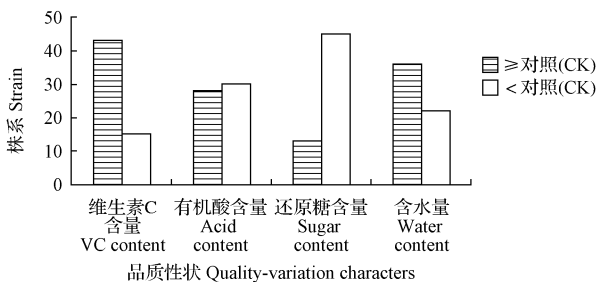 50
40
30
20
10
0
株系 Strain
≥对照(CK)
<对照(CK)
维生素C 有机酸含量 还原糖含量 含水量
含量 Acid Sugar Water
VC content content content content
品质性状 Quality-variation characters